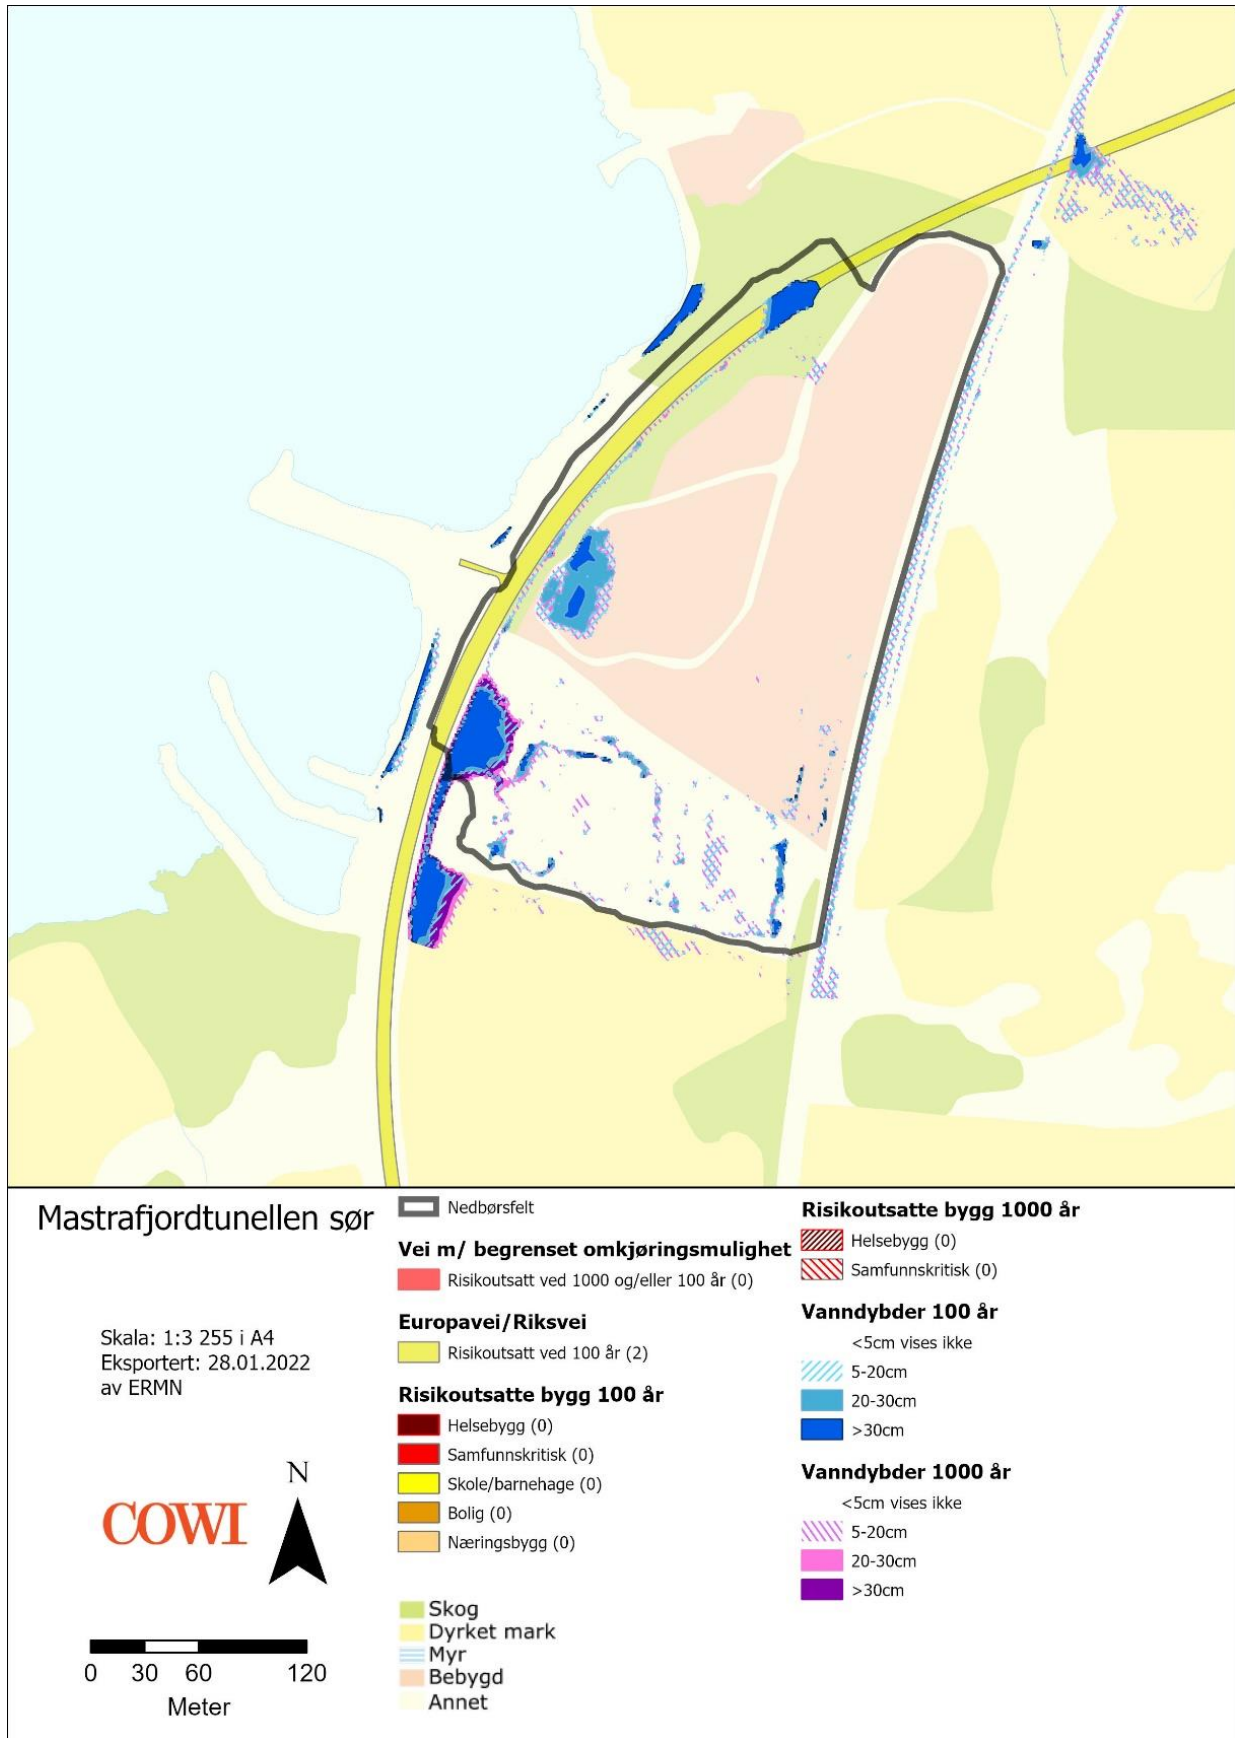 Mastrafjordtunellen sør
Skala: 1:3 255 i A4
Eksportert: 28.01.2022
av ERMN
COWI
N
0 30 60 120
Meter
Nedbørsfelt
Vei m/ begrenset omkjøringsmulighet
Risikoutsatt ved 1000 og/eller 100 år (0)
Europavei/Riksvei
Risikoutsatt ved 100 år (2)
Risikoutsatte bygg 100 år
Helsebygg (0)
Samfunnskritisk (0)
Skole/barnehage (0)
Bolig (0)
Næringsbygg (0)
Skog
Dyrket mark
Myr
Bebygd
Annet
Risikoutsatte bygg 1000 år
Helsebygg (0)
Samfunnskritisk (0)
Vanndybder 100 år
<5cm vises ikke
5-20cm
20-30cm
>30cm
Vanndybder 1000 år
<5cm vises ikke
5-20cm
20-30cm
>30cm